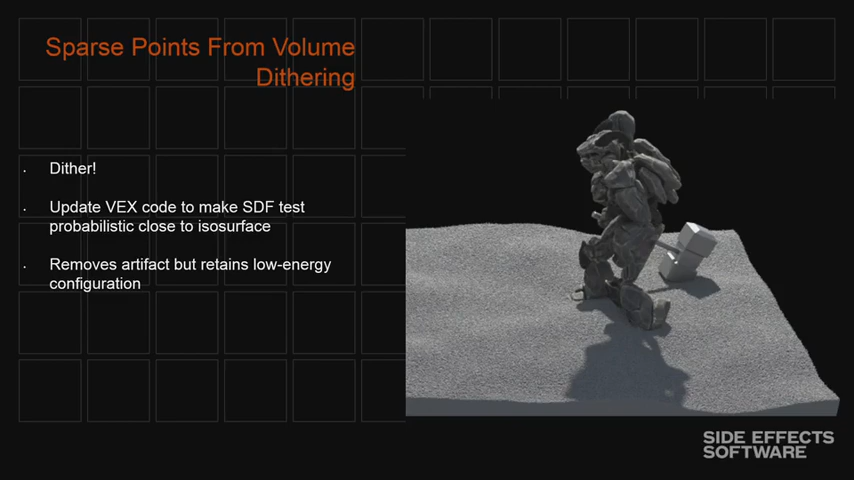 Sparse Points From Volume
Dithering
Dither!
Update VEX code to make SDF test
probabilistic close to isosurface
Removes artifact but retains low-energy
configuration
SIDE EFFECTS
SOFTWARE